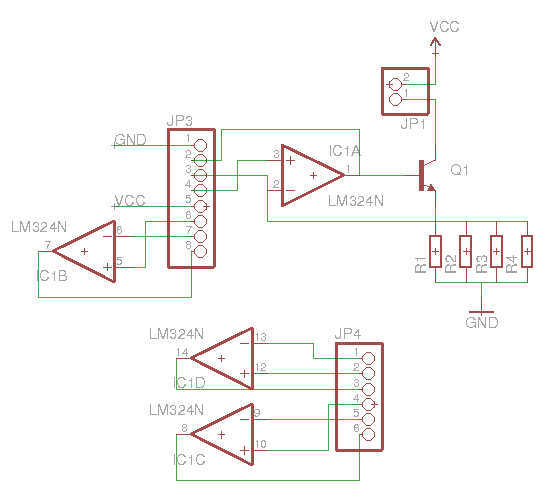 VCC
2
1
JP1
JP3
GND
1
2
3
4
VCC
5
6
7
8
3
2
IC1A
1
LM324N
Q1
LM324N
7
6
5
IC1B
R1
R2
R3
R4
GND
LM324N
14
13
12
IC1D
JP4
1
2
3
4
5
6
LM324N
8
9
10
IC1C